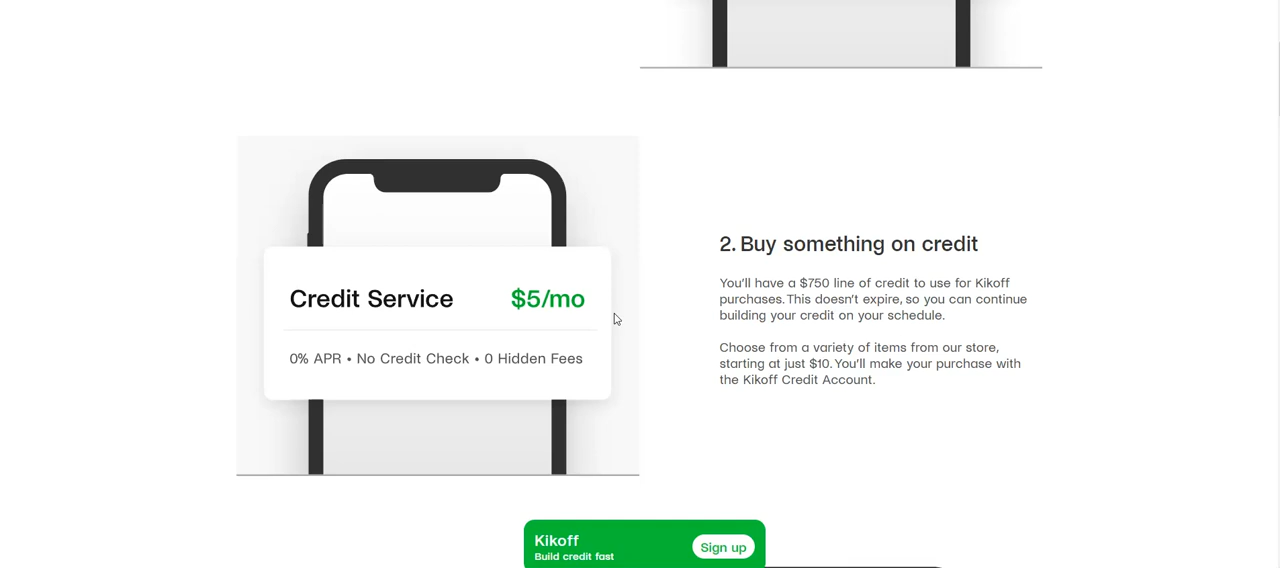 Credit Service $5/mo
0% APR • No Credit Check • 0 Hidden Fees
2. Buy something on credit
You'll have a $750 line of credit to use for Kikoff
purchases. This doesn't expire, so you can continue
building your credit on your schedule.
Choose from a variety of items from our store,
starting at just $10. You'll make your purchase with
the Kikoff Credit Account.
Kikoff
Build credit fast
Sign up